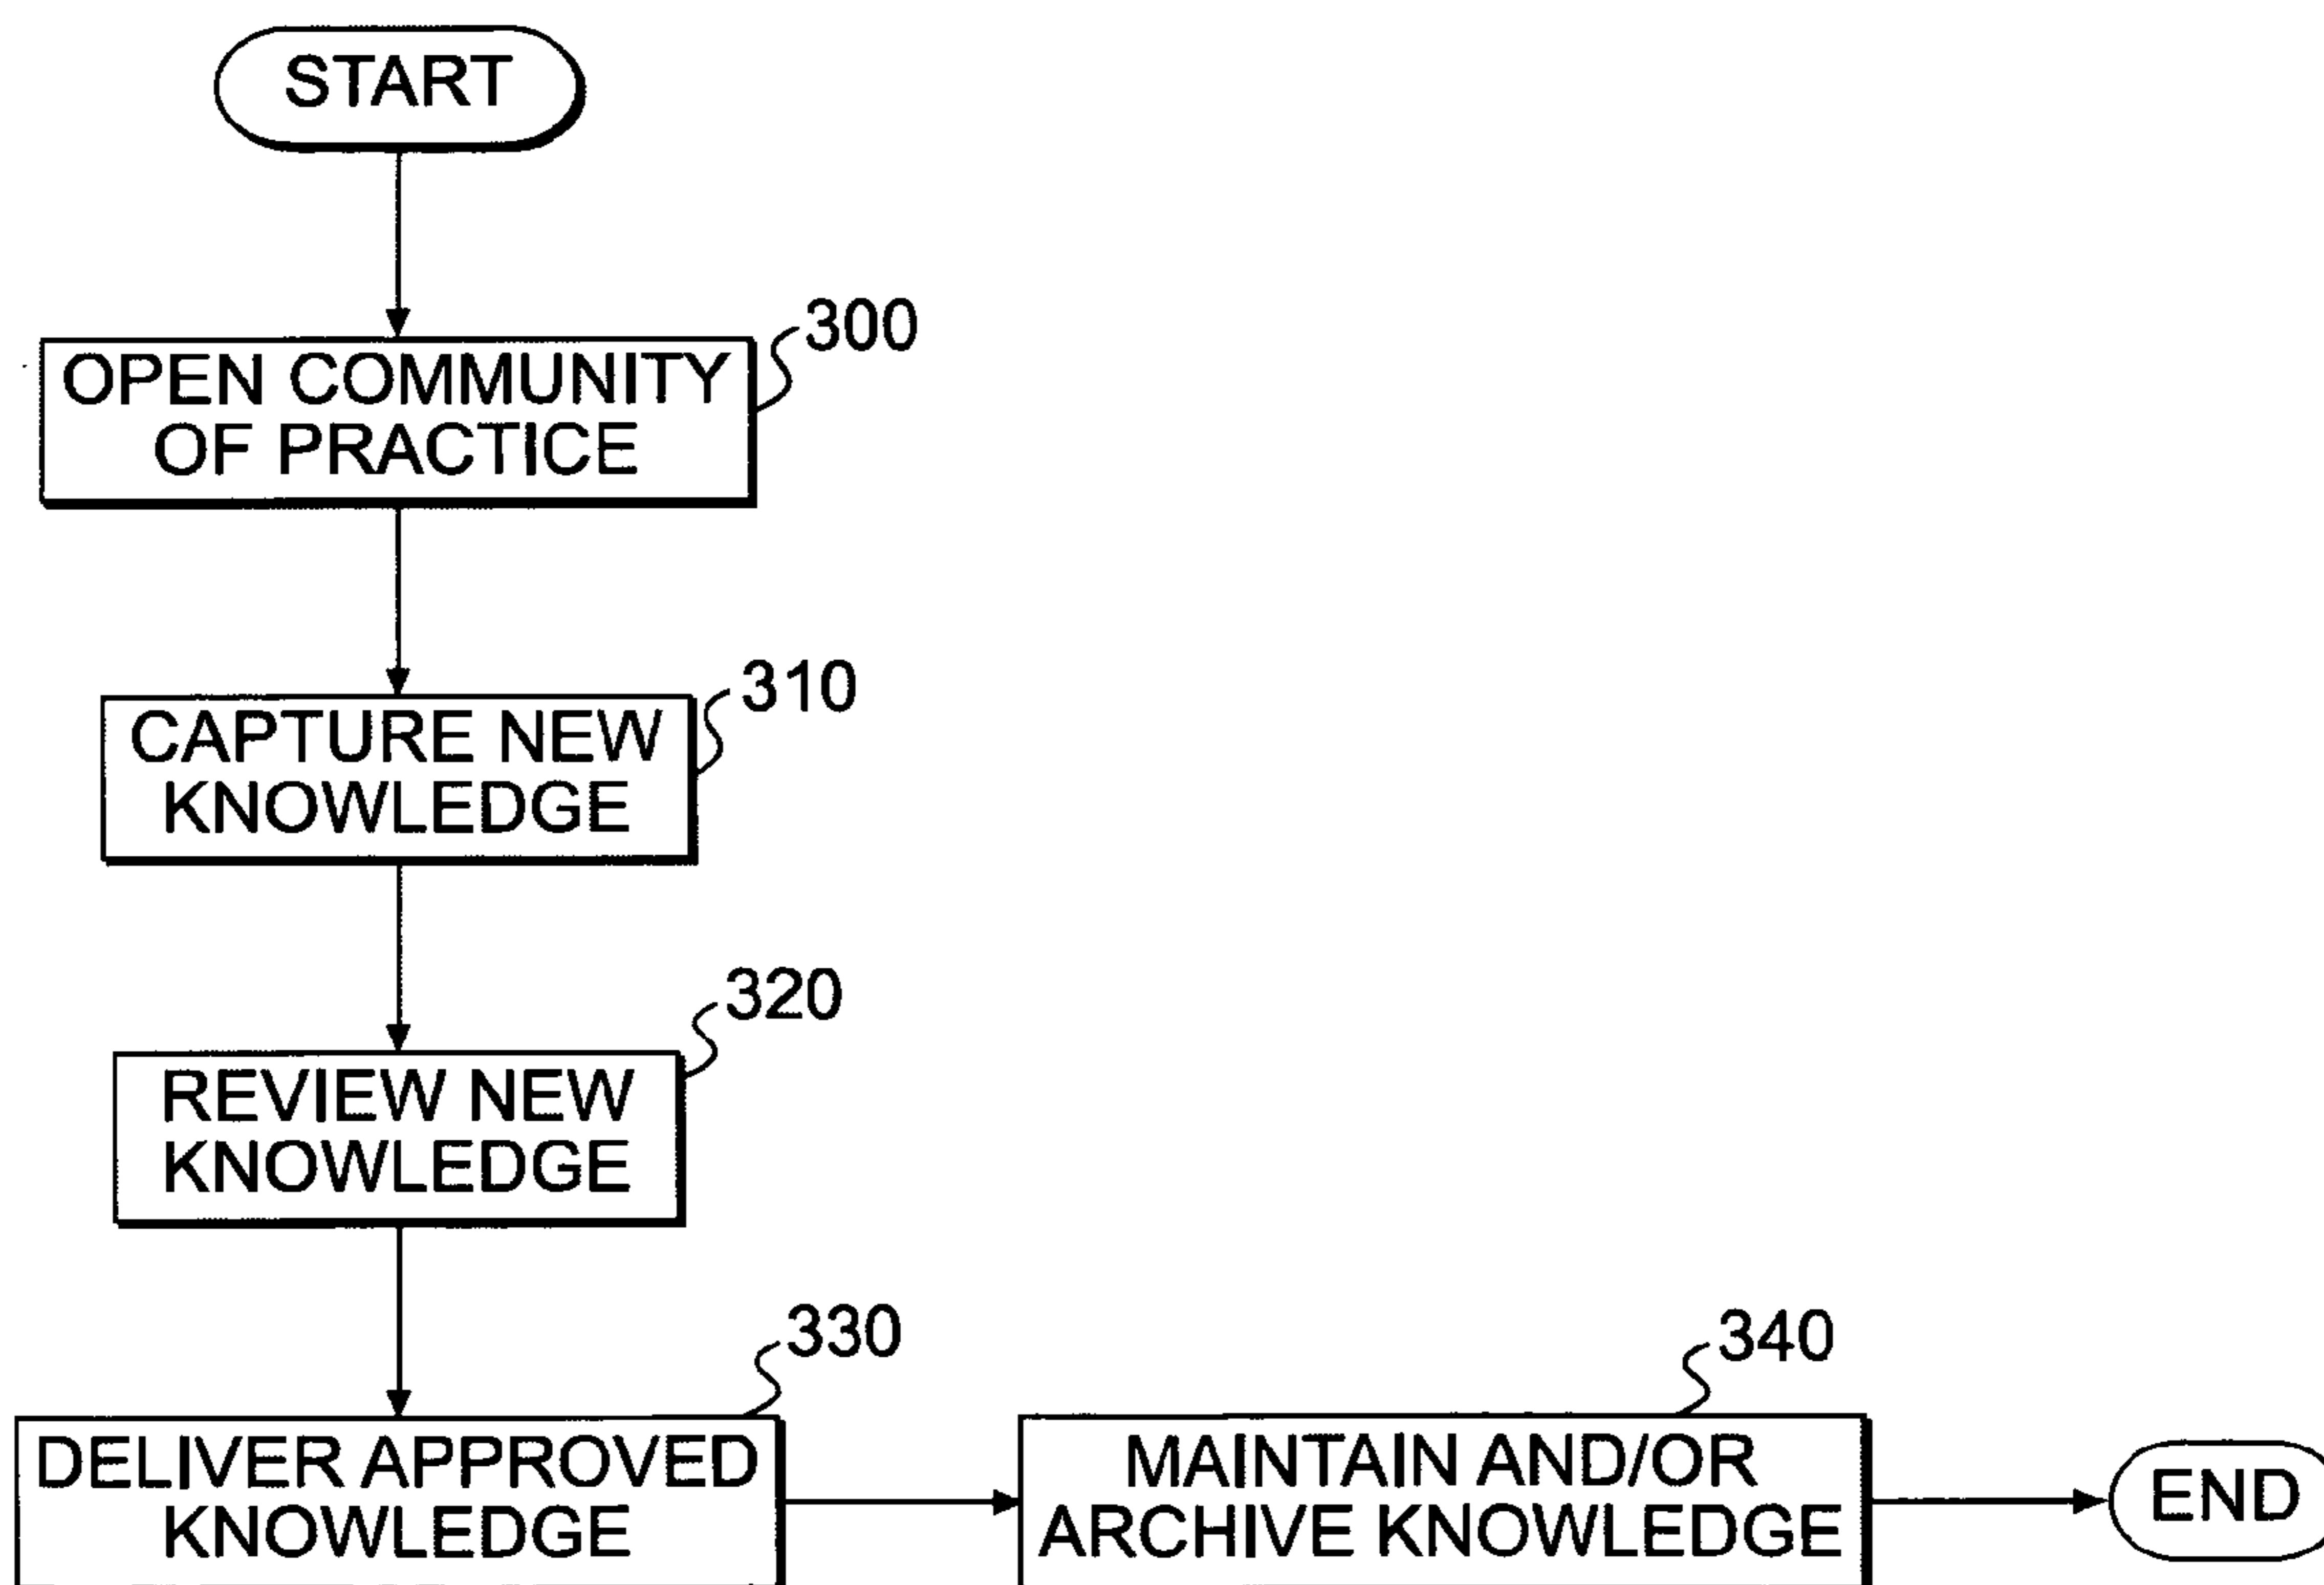 START
300
OPEN COMMUNITY
OF PRACTICE
310
CAPTURE NEW
KNOWLEDGE
320
REVIEW NEW
KNOWLEDGE
330
DELIVER APPROVED
KNOWLEDGE
340
MAINTAIN AND/OR
ARCHIVE KNOWLEDGE
END